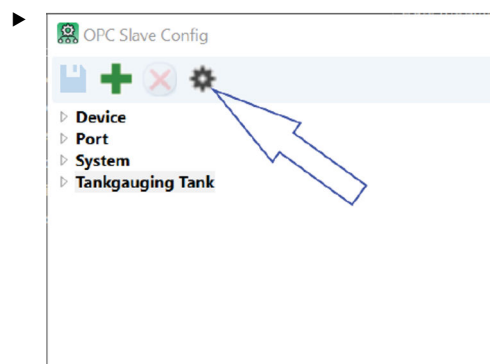 OPC Slave Config
Device
Port
System
Tankgauging Tank